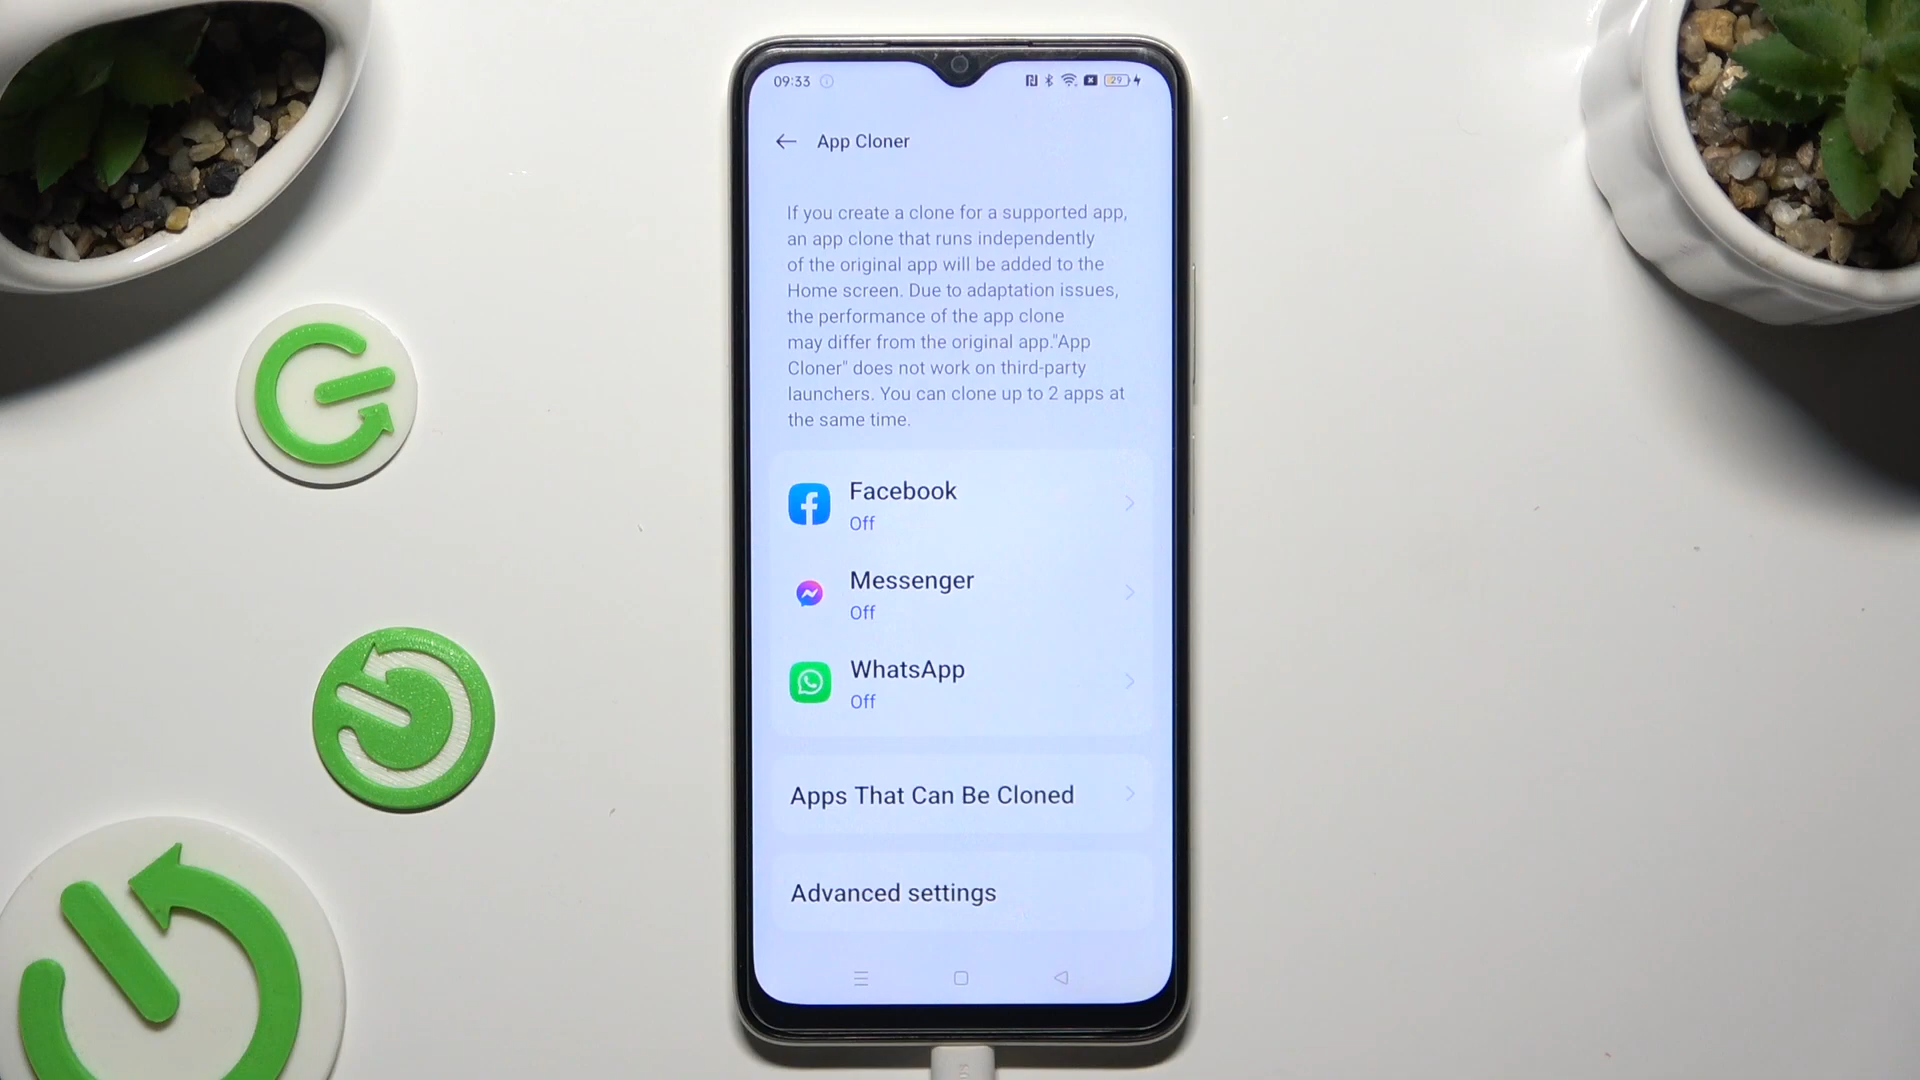 09:33
29
App Cloner
If you create a clone for a supported app,
an app clone that runs independently
of the original app will be added to the
Home screen. Due to adaptation issues,
the performance of the app clone
may differ from the original app."App
Cloner" does not work on third-party
launchers. You can clone up to 2 apps at
the same time.
Facebook
Off
Messenger
Off
WhatsApp
Off
Apps That Can Be Cloned
Advanced settings